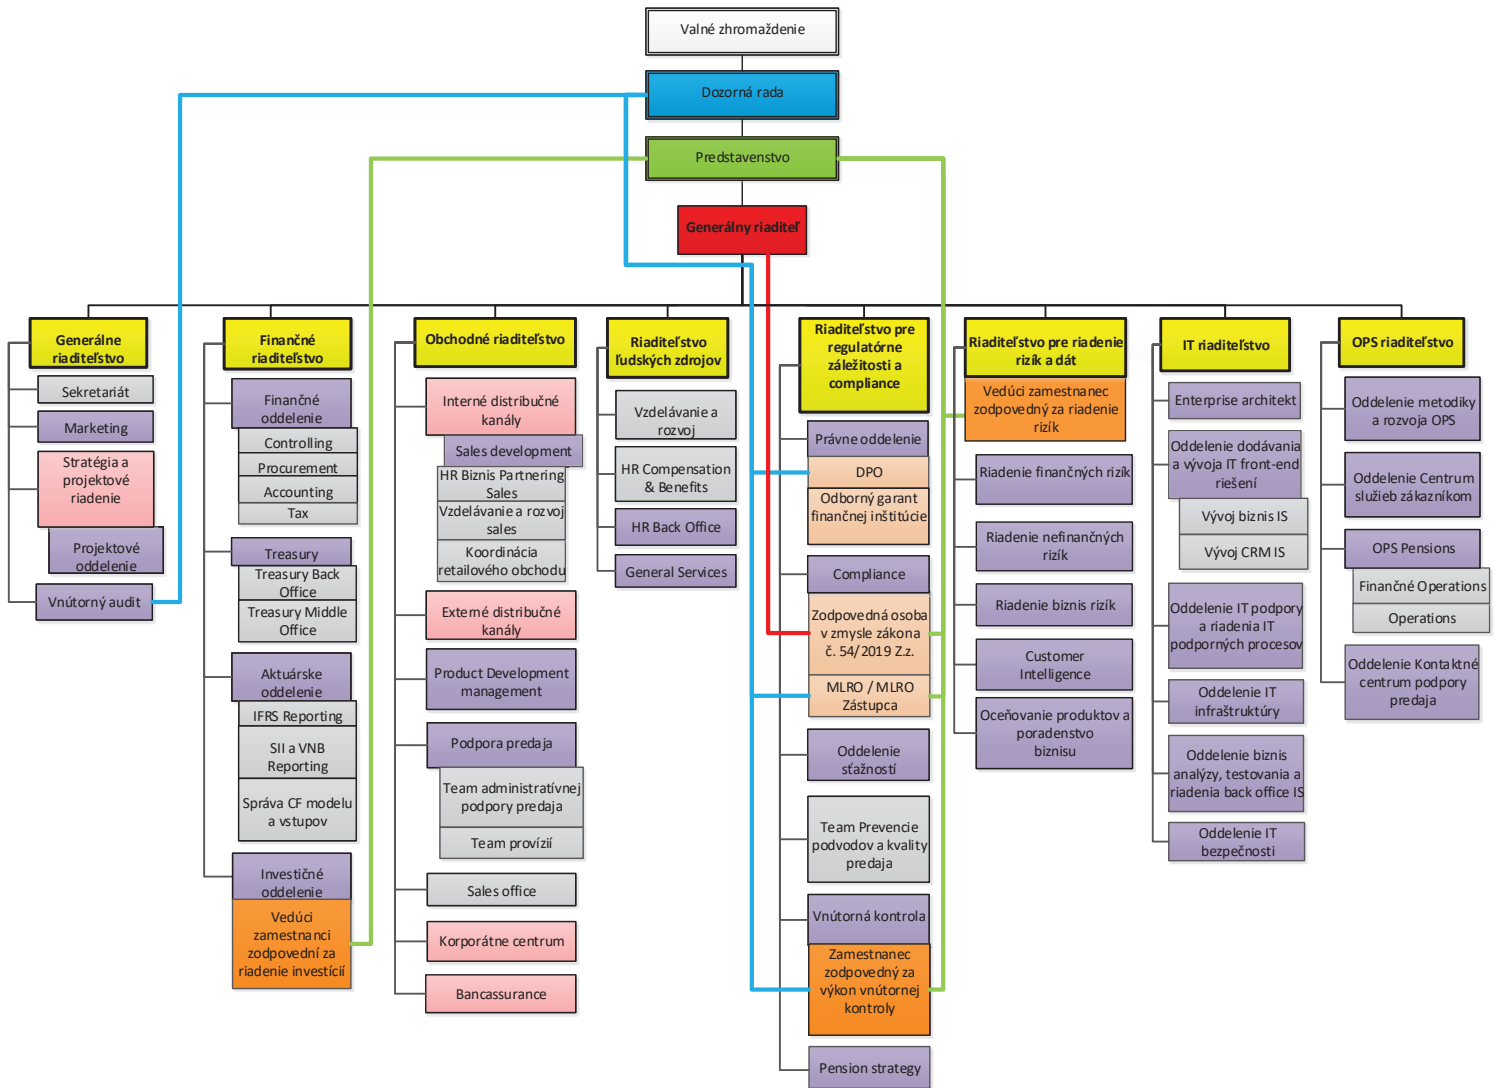 Valné zhromaždenie
Dozorná rada
Predstavenstvo
Generálny riaditeľ
Generálne
riaditeľstvo
Sekretariát
Marketing
Stratégia a
projektové
riadenie
Projektové
oddelenie
Vnútorný audit
Finančné
riaditeľstvo
Finančné
oddelenie
Controlling
Procurement
Accounting
Tax
Treasury
Treasury Back
Office
Treasury Middle
Office
Aktuárske
oddelenie
IFRS Reporting
SII a VNB
Reporting
Správa CF modelu
a vstupov
Investičné
oddelenie
Vedúci
zamestnanci
zodpovední za
riadenie investícií
Obchodné riaditeľstvo
Interné distribučné
kanály
Sales development
HR Biznis Partnering
Sales
Vzdelávanie a rozvoj
sales
Koordinácia
retailového obchodu
Externé distribučné
kanály
Product Development
management
Podpora predaja
Team administratívnej
podpory predaja
Team provízií
Sales office
Korporátne centrum
Bancassurance
Riaditeľstvo
ľudských zdrojov
Vzdelávanie a
rozvoj
HR Compensation
& Benefits
HR Back Office
General Services
Riaditeľstvo pre
regulatórne
záležitosti a
compliance
Právne oddelenie
DPO
Odborný garant
finančnej inštitúcie
Compliance
Zodpovedná osoba
v zmysle zákona
č. 54/2019 Z.z.
MLRO / MLRO
Zástupca
Oddelenie
sťažností
Team Prevencie
podvodov a kvality
predaja
Vnútorná kontrola
Zamestnanec
zodpovedný za
výkon vnútornej
kontroly
Pension strategy
Riaditeľstvo pre riadenie
rizík a dát
Vedúci zamestnanec
zodpovedný za riadenie
rizík
Riadenie finančných rizík
Riadenie nefinančných
rizík
Riadenie biznis rizík
Customer
Intelligence
Oceňovanie produktov a
poradenstvo
biznisu
IT riaditeľstvo
Enterprise architekt
Oddelenie dodávania
a vývoja IT front-end
riešení
Vývoj biznis IS
Vývoj CRM IS
Oddelenie IT podpory
a riadenia IT
podporných procesov
Oddelenie IT
infraštruktúry
Oddelenie biznis
analýzy, testovania a
riadenia back office IS
Oddelenie IT
bezpečnosti
OPS riaditeľstvo
Oddelenie metodiky
a rozvoja OPS
Oddelenie Centrum
služieb zákazníkom
OPS Pensions
Finančné Operations
Operations
Oddelenie Kontaktné
centrum podpory
predaja